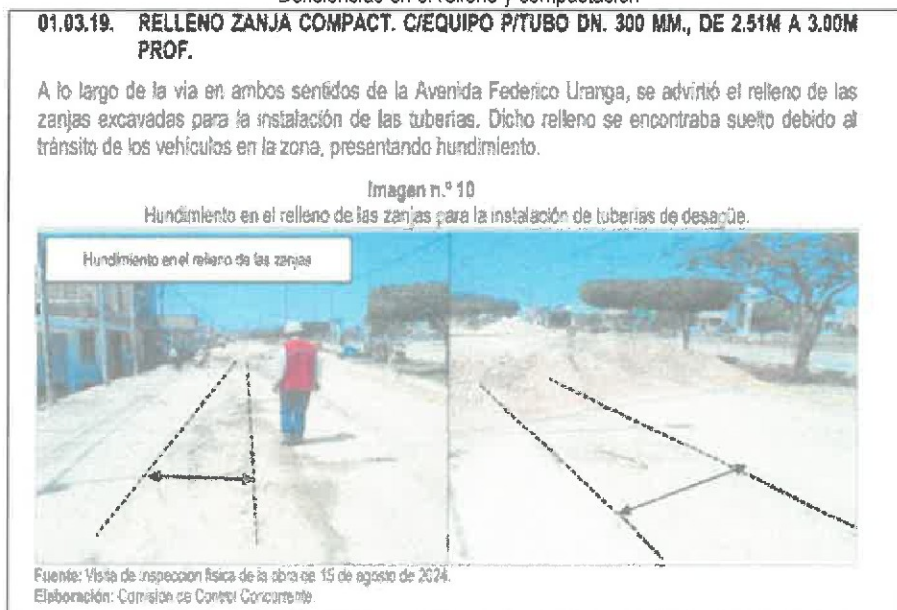 Deficiencias en el relleno y compactación
01.03.19. RELLENO ZANJA COMPACT. C/EQUIPO P/TUBO DN. 300 MM., DE 2.51M A 3.00M
PROF.
A lo largo de la via en ambos sentidos de la Avenida Federico Uranga, se advirtió el relleno de las
zanjas excavadas para la instalación de las tuberias. Dicho relleno se encontraba suelto debido al
tránsito de los vehículos en la zona, presentando hundimiento.
Imagen n.º 10
Hundimiento en el relleno de las zanjas para la instalación de tuberias de desagüe.
Hundimiento en el relleno de las zanjas
Fuente: Visita de inspección física de la obra de 15 de agosto de 2024.
Elaboración: Comisión de Control Concurrente.